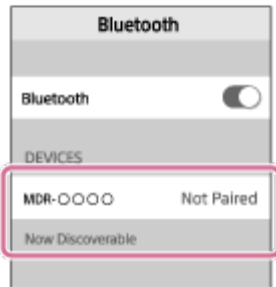 Bluetooth
Bluetooth
DEVICES
MDR-○○○○ Not Paired
Now Discoverable